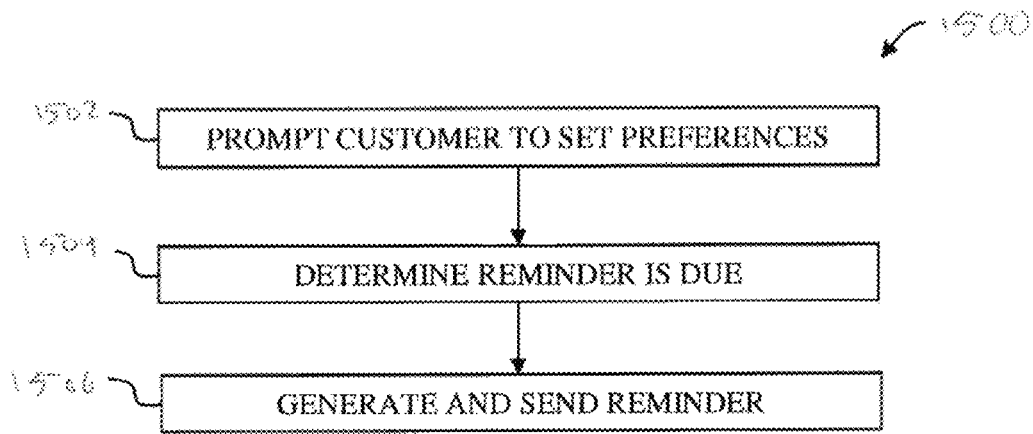 1500
1502
PROMPT CUSTOMER TO SET PREFERENCES
1504
DETERMINE REMINDER IS DUE
1506
GENERATE AND SEND REMINDER